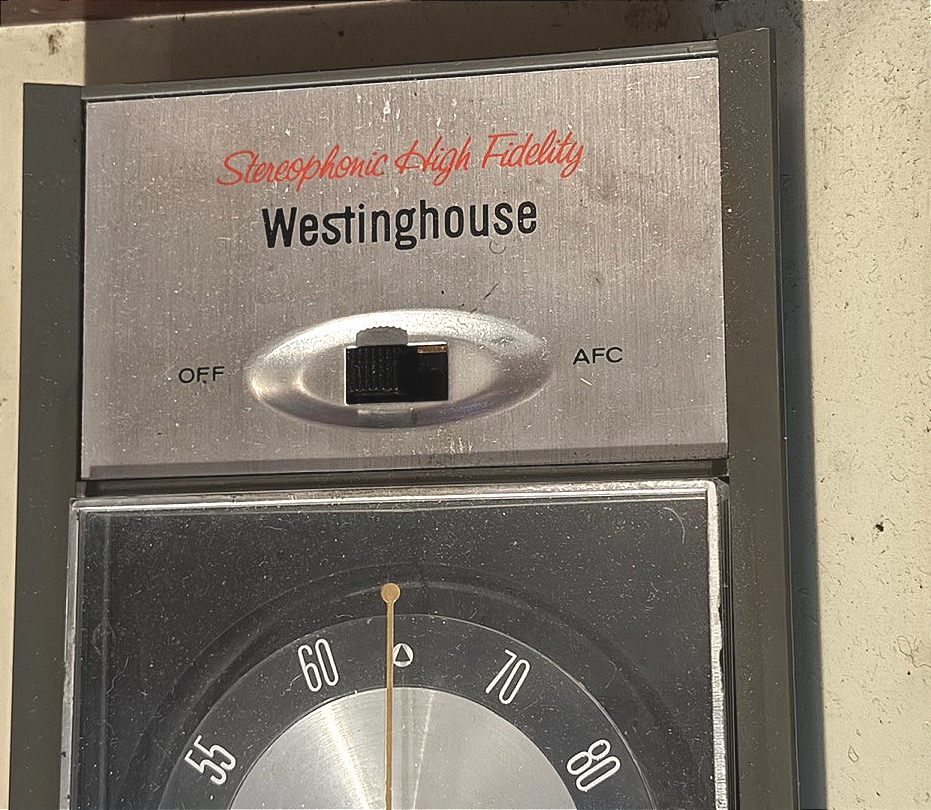 Stereophonic High Fidelity
Westinghouse
OFF AFC
60 70
55 80